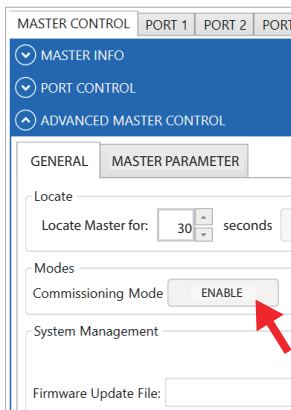 MASTER CONTROL PORT 1 PORT 2 PORT
MASTER INFO
PORT CONTROL
ADVANCED MASTER CONTROL
GENERAL MASTER PARAMETER
Locate
Locate Master for: 30 seconds
Modes
Commissioning Mode ENABLE
System Management
Firmware Update File: